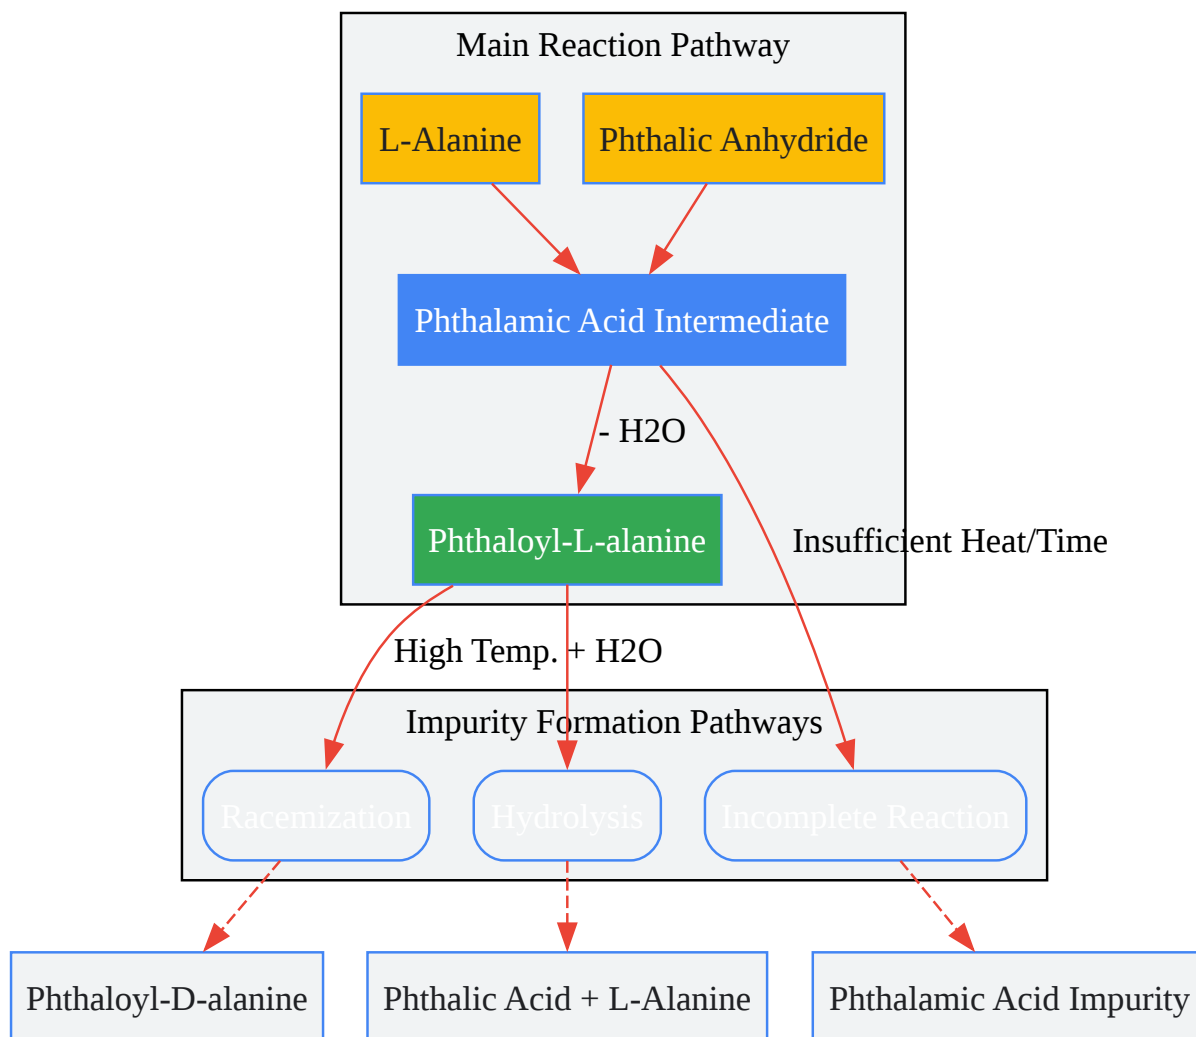 Main Reaction Pathway
L-Alanine
Phthalic Anhydride
Phthalamic Acid Intermediate
- H2O
Phthaloyl-L-alanine
Insufficient Heat/Time
High Temp.
+ H2O
Impurity Formation Pathways
Racemization
Hydrolysis
Incomplete Reaction
Phthaloyl-D-alanine
Phthalic Acid + L-Alanine
Phthalamic Acid Impurity